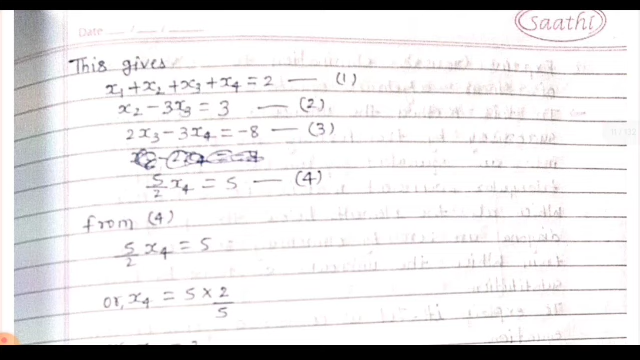 Saathi
Date
This gives
x₁ + x₂ + x₃ + x₄ = 2 — (1)
x₂ - 3x₃ = 3 — (2)
2x₃ - 3x₄ = -8 — (3)
5/2 x₄ = 5 — (4)
from (4)
5/2 x₄ = 5
or, x₄ = 5 × 2/5